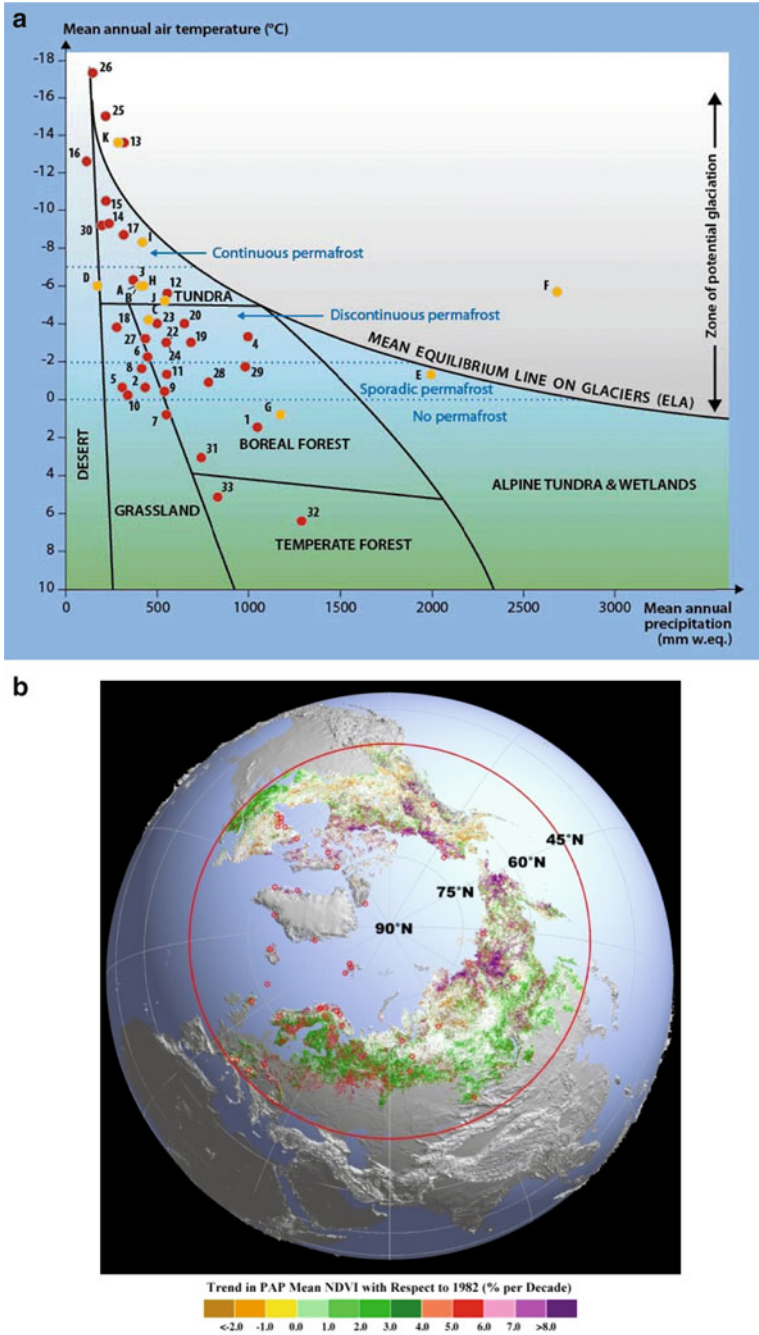 a
Mean annual air temperature (°C)
-18
-16
-14
-12
-10
-8
-6
-4
-2
0
2
4
6
8
10
26
25
K
13
16
15
14
30
17
I
Continuous permafrost
D
3
A
H
12
B
J
TUNDRA
Discontinuous permafrost
C
18
23
20
27
22
19
4
6
24
8
11
29
5
2
9
28
10
7
G
1
BOREAL FOREST
31
33
32
F
E
MEAN EQUILIBRIUM LINE ON GLACIERS (ELA)
Sporadic permafrost
No permafrost
Zone of potential glaciation
DESERT
GRASSLAND
TEMPERATE FOREST
ALPINE TUNDRA & WETLANDS
0 500 1000 1500 2000 2500 3000
Mean annual
precipitation
(mm w.eq.)
b
45°N
60°N
75°N
90°N
Trend in PAP Mean NDVI with Respect to 1982 (% per Decade)
<-2.0 -1.0 0.0 1.0 2.0 3.0 4.0 5.0 6.0 7.0 >8.0